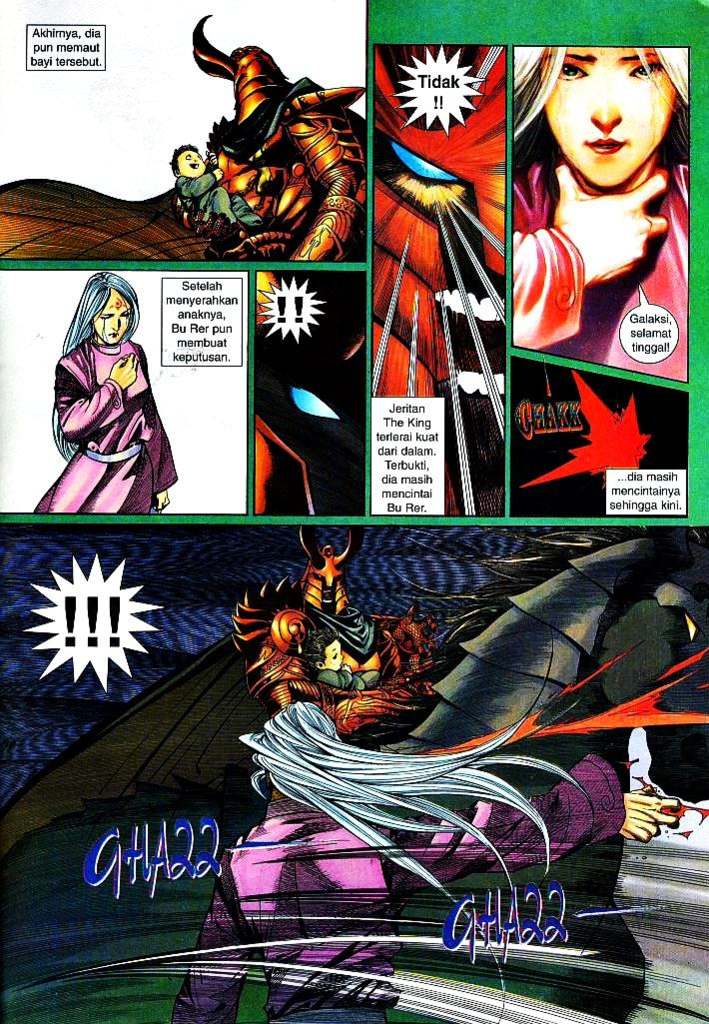 Akhirnya, dia
pun memaut
bayi tersebut.
Tidak
!!
Galaksi,
selamat
tinggal!
Setelah
menyerahkan
anaknya,
Bu Rer pun
membuat
keputusan.
!!
Jeritan
The King
terlerai kuat
dari dalam.
Terbukti,
dia masih
mencintai
Bu Rer.
CRAKK
...dia masih
mencintainya
sehingga kini.
!!!
GHAZZ
GHAZZ